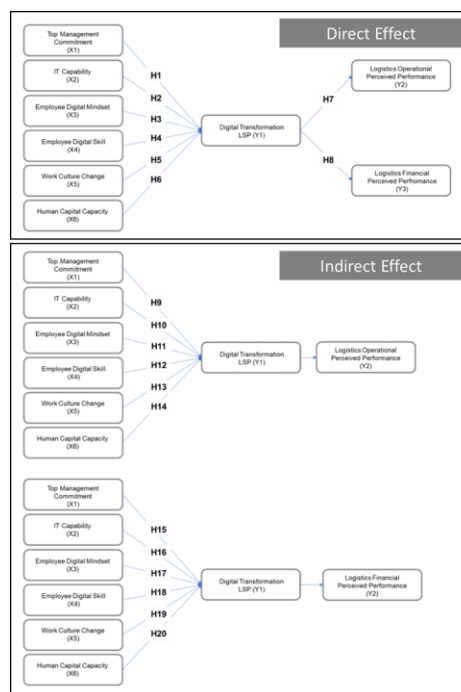 Direct Effect
Top Management
Commitment
(X1)
IT Capability
(X2)
Employee Digital Mindset
(X3)
Employee Digital Skill
(X4)
Work Culture Change
(X5)
Human Capital Capacity
(X6)
H1
H2
H3
H4
H5
H6
Digital Transformation
LSP (Y1)
H7
H8
Logistics Operational
Perceived Performance
(Y2)
Logistics Financial
Perceived Performance
(Y3)
Indirect Effect
Top Management
Commitment
(X1)
IT Capability
(X2)
Employee Digital Mindset
(X3)
Employee Digital Skill
(X4)
Work Culture Change
(X5)
Human Capital Capacity
(X6)
H9
H10
H11
H12
H13
H14
Digital Transformation
LSP (Y1)
Logistics Operational
Perceived Performance
(Y2)
Top Management
Commitment
(X1)
IT Capability
(X2)
Employee Digital Mindset
(X3)
Employee Digital Skill
(X4)
Work Culture Change
(X5)
Human Capital Capacity
(X6)
H15
H16
H17
H18
H19
H20
Digital Transformation
LSP (Y1)
Logistics Financial
Perceived Performance
(Y2)